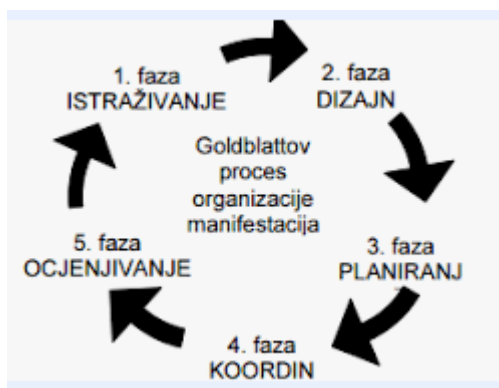 1. faza
ISTRAŽIVANJE
2. faza
DIZAJN
Goldblattov
proces
organizacije
manifestacija
3. faza
PLANIRANJ
4. faza
KOORDIN
5. faza
OCJENJIVANJE